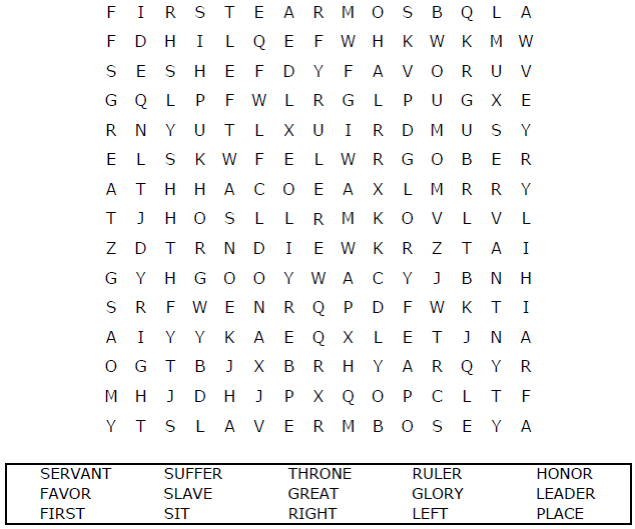 F I R S T E A R M O S B Q L A
F D H I L Q E F W H K W K M W
S E S H E F D Y F A V O R U V
G Q L P F W L R G L P U G X E
R N Y U T L X U I R D M U S Y
E L S K W F E L W R G O B E R
A T H H A C O E A X L M R R Y
T J H O S L L R M K O V L V L
Z D T R N D I E W K R Z T A I
G Y H G O O Y W A C Y J B N H
S R F W E N R Q P D F W K T I
A I Y Y K A E Q X L E T J N A
O G T B J X B R H Y A R Q Y R
M H J D H J P X Q O P C L T F
Y T S L A V E R M B O S E Y A
SERVANT SUFFER THRONE RULER HONOR
FAVOR SLAVE GREAT GLORY LEADER
FIRST SIT RIGHT LEFT PLACE